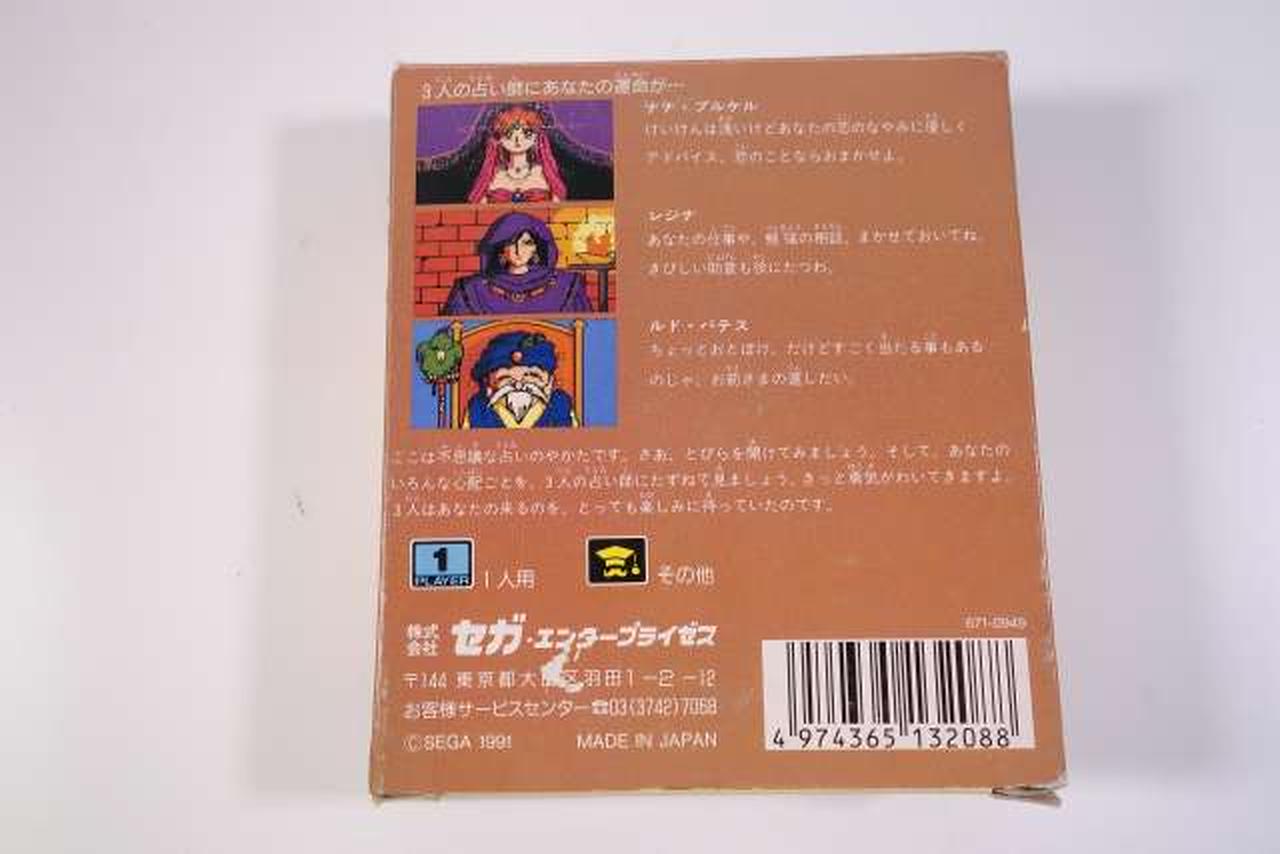 3人の占い師にあなたの運命が…
ナナ・プルケル
けいけんは浅いけどあなたの恋のなやみに優しく
アドバイス、恋のことならおまかせよ。
レジナ
あなたの仕事や、勉強の相談、まかせておいてね。
きびしい助言も役にたつわ。
ルド・バテス
ちょっとおとぼけ、だけどすごく当たる事もある
のじゃ、お前さまの運しだい。
ここは不思議な占いのやかたです。さあ、とびらを開けてみましょう。そして、あなたの
いろんな心配ごとを、3人の占い師にたずねて見ましょう。きっと勇気がわいてきますよ。
3人はあなたの来るのを、とっても楽しみに待っていたのです。
1
PLAYER 1人用
その他
株式会社 セガ・エンタープライゼス
〒144 東京都大田区羽田1-2-12
お客様サービスセンター☎03(3742)7068
©SEGA 1991 MADE IN JAPAN
671-0949
4 974365 132088